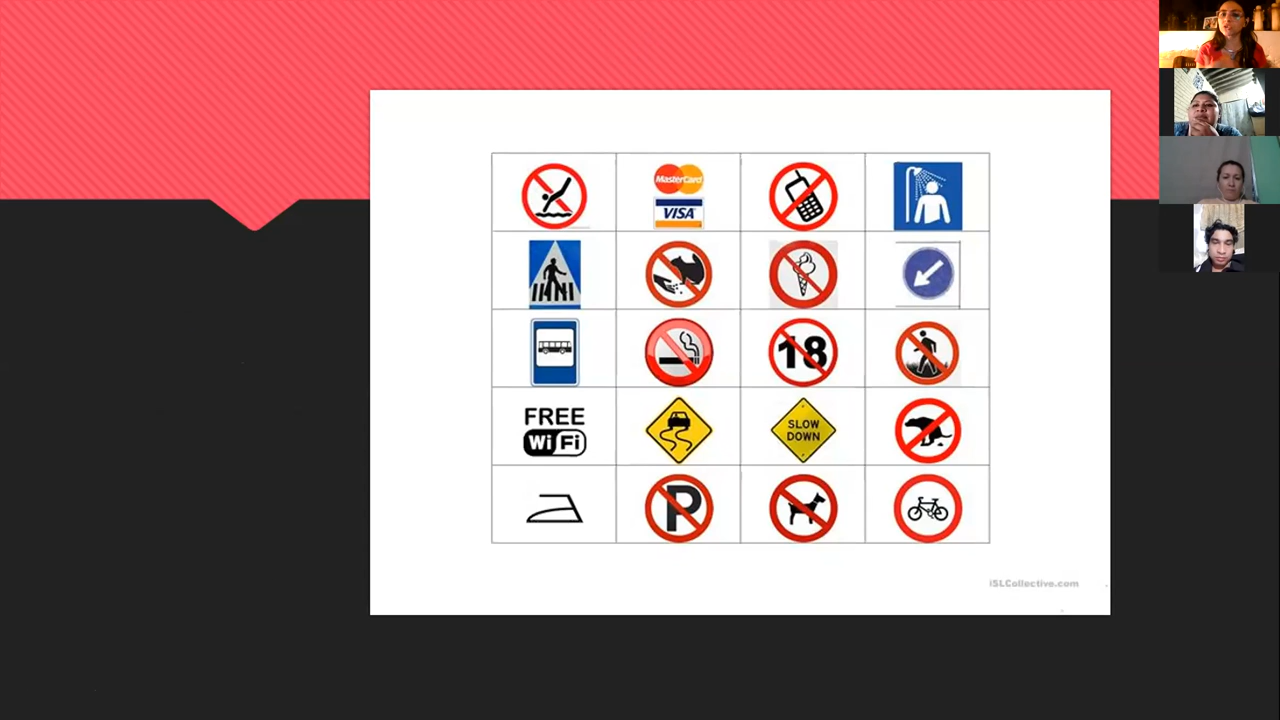 MasterCard
VISA
18
FREE
WiFi
SLOW
DOWN
P
iSLCollective.com